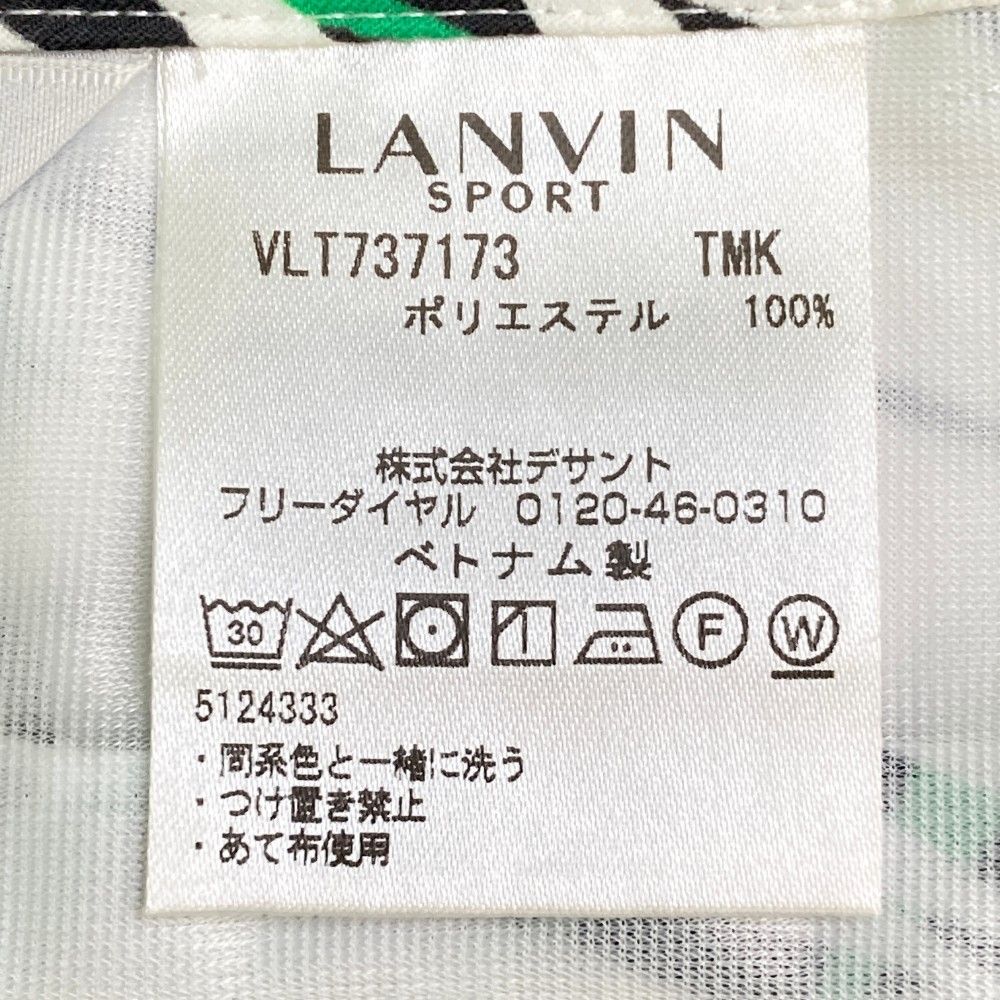 LANVIN
SPORT
VLT737173 TMK
ポリエステル 100%
株式会社デサント
フリーダイヤル 0120-46-0310
ベトナム製
30 F W
5124333
・同系色と一緒に洗う
・つけ置き禁止
・あて布使用